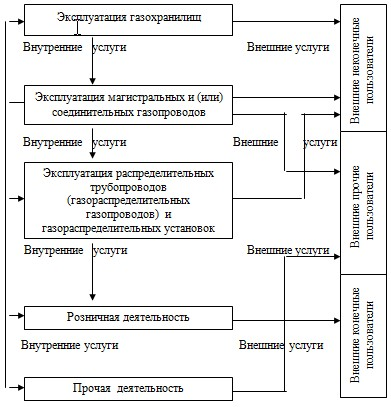 Эксплуатация газохранилищ
Внутренние услуги
Внешние услуги
Эксплуатация магистральных и (или)
соединительных газопроводов
Внутренние услуги
Внешние услуги
Эксплуатация распределительных
трубопроводов
(газораспределительных
газопроводов) и
газораспределительных установок
Внутренние услуги
Внешние услуги
Розничная деятельность
Внутренние услуги
Внешние услуги
Прочая деятельность
Внешние неконечные
пользователи
Внешние прочие
пользователи
Внешние конечные
пользователи